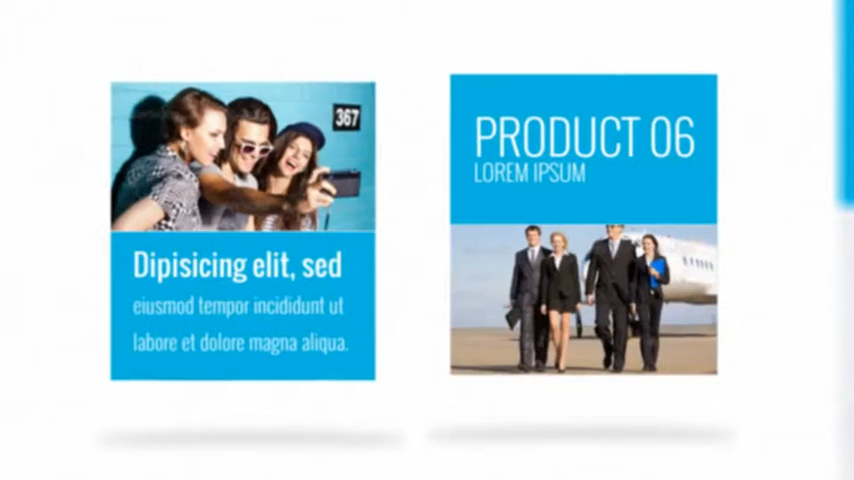 367
Dipisicing elit, sed
eiusmod tempor incididunt ut
labore et dolore magna aliqua.
PRODUCT 06
LOREM IPSUM